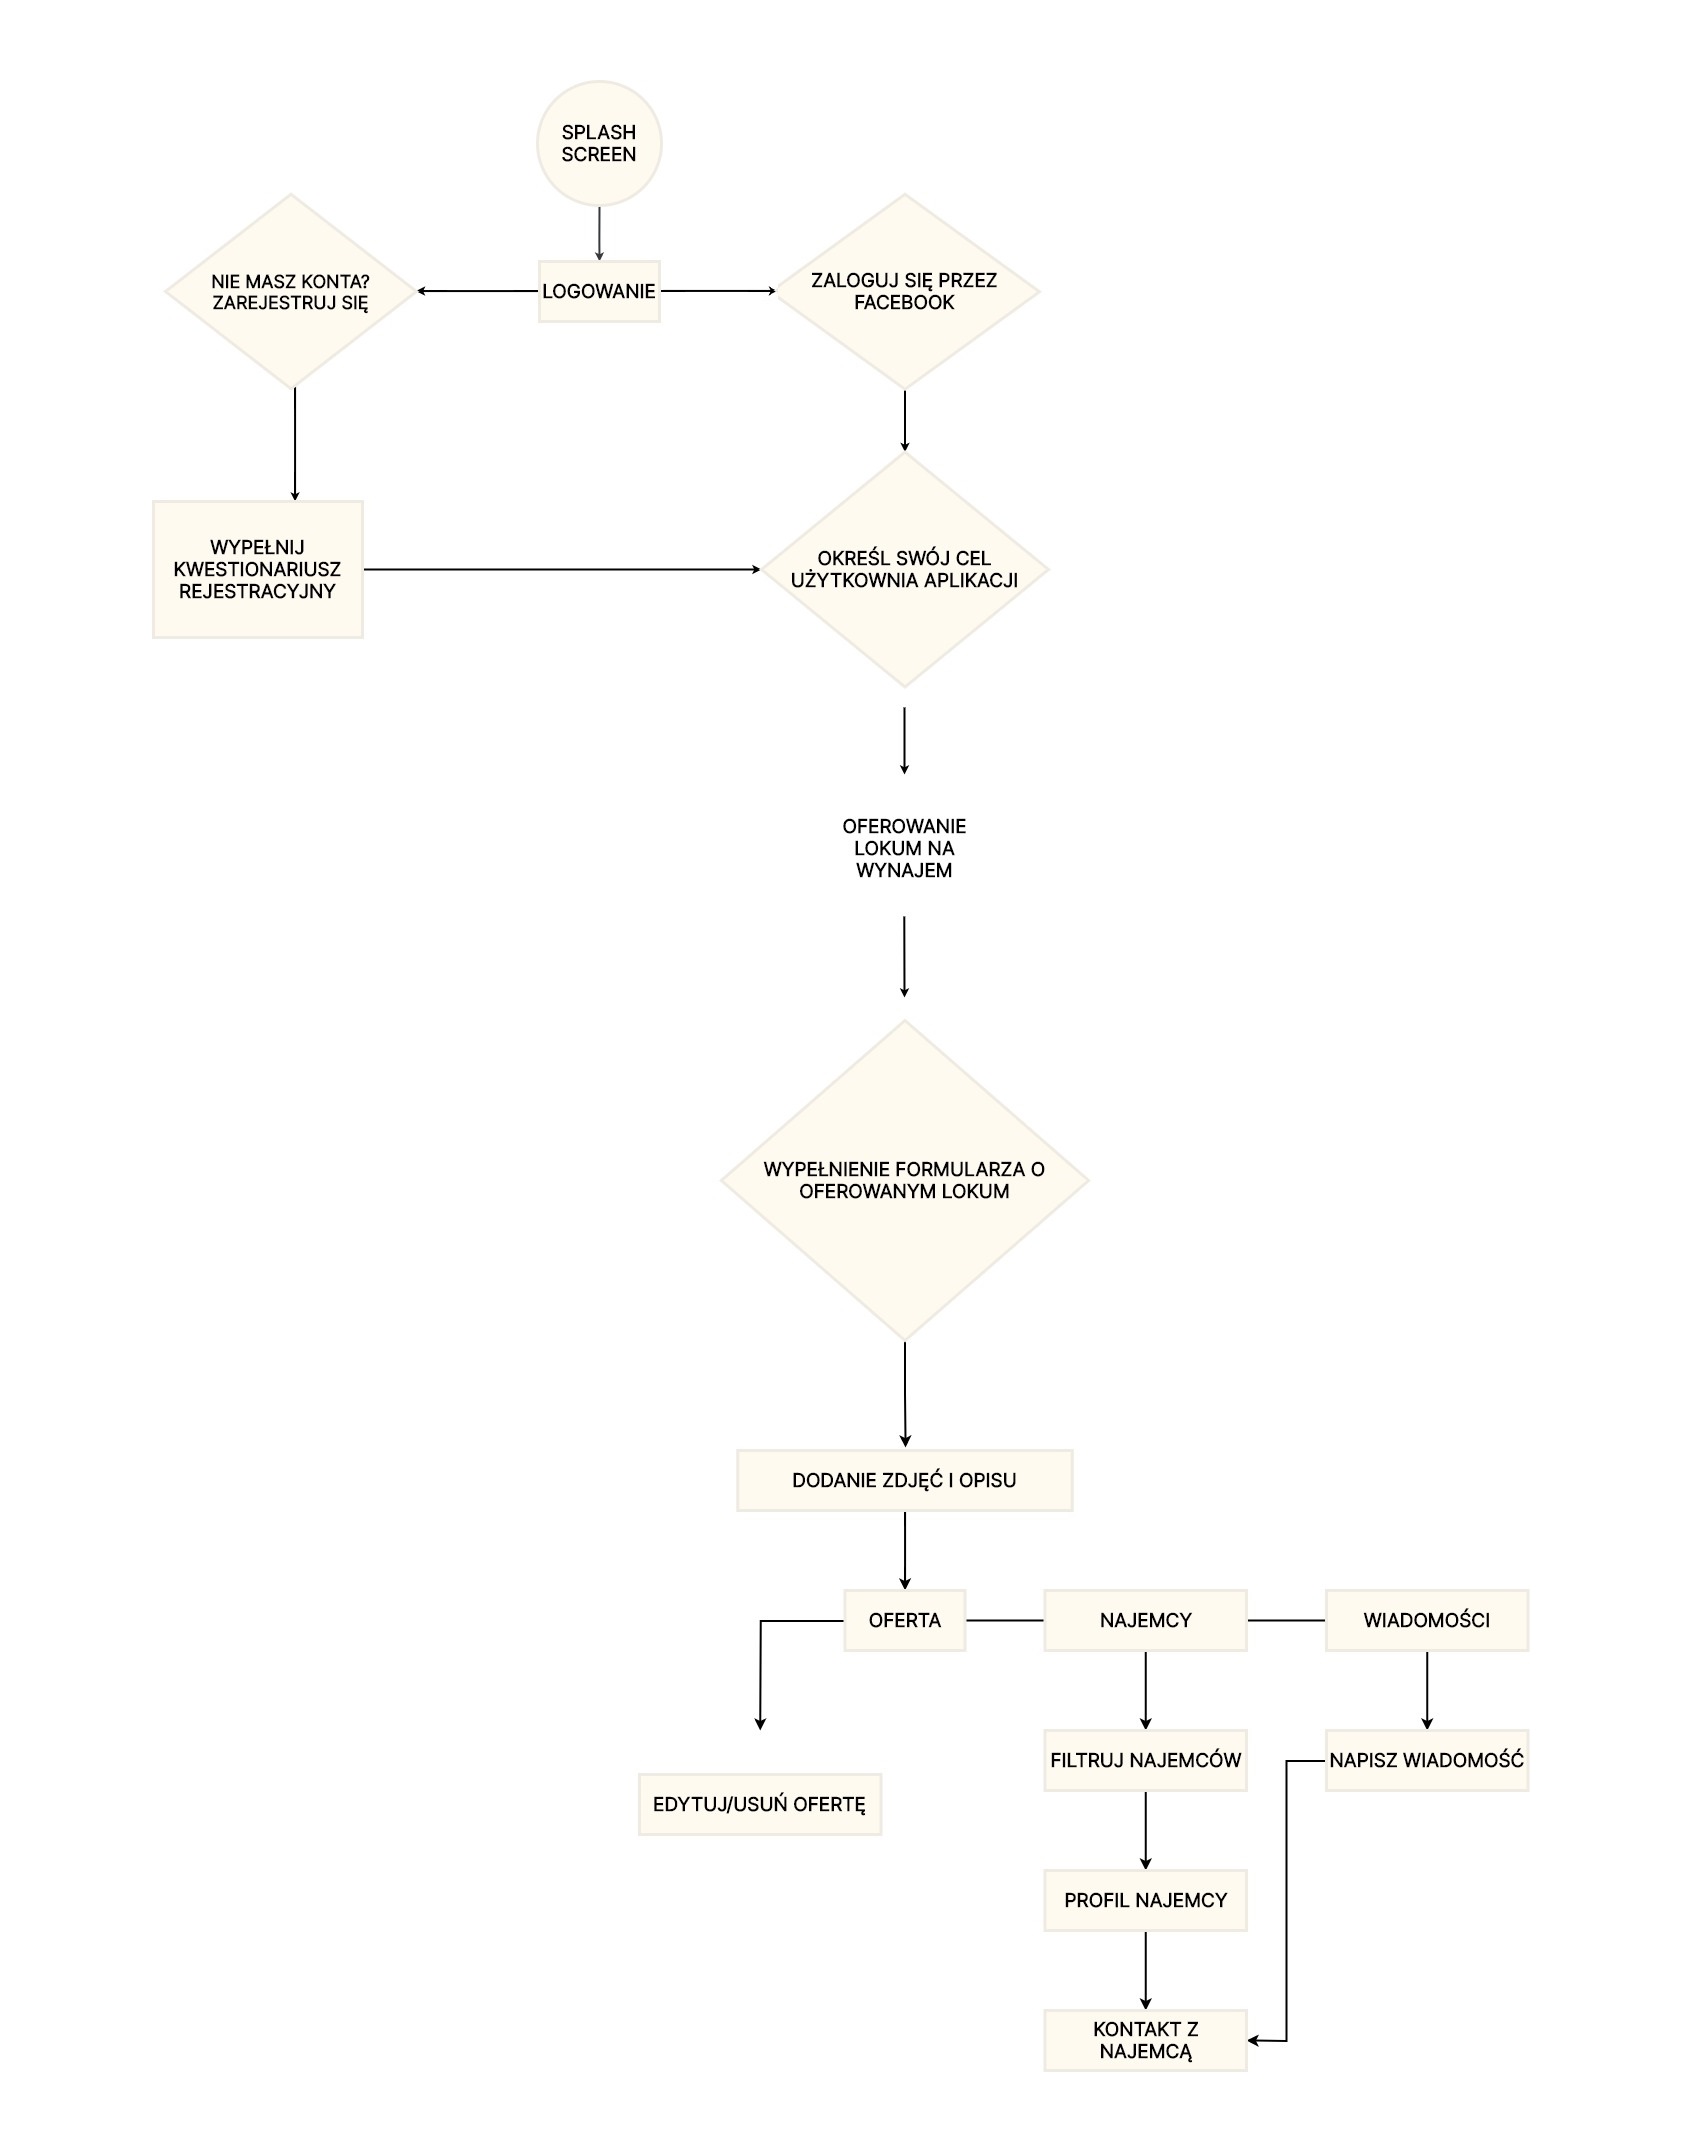 SPLASH
SCREEN
NIE MASZ KONTA?
ZAREJESTRUJ SIĘ
LOGOWANIE
ZALOGUJ SIĘ PRZEZ
FACEBOOK
WYPEŁNIJ
KWESTIONARIUSZ
REJESTRACYJNY
OKREŚL SWÓJ CEL
UŻYTKOWNIA APLIKACJI
OFEROWANIE
LOKUM NA
WYNAJEM
WYPEŁNIENIE FORMULARZA O
OFEROWANYM LOKUM
DODANIE ZDJĘĆ I OPISU
OFERTA
NAJEMCY
WIADOMOŚCI
FILTRUJ NAJEMCÓW
NAPISZ WIADOMOŚĆ
EDYTUJ/USUŃ OFERTĘ
PROFIL NAJEMCY
KONTAKT Z
NAJEMCĄ